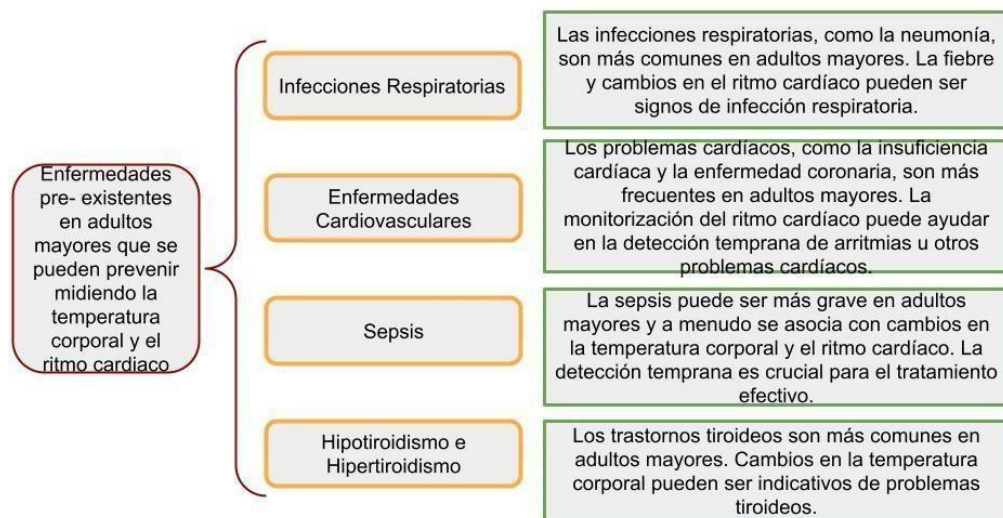 Enfermedades
pre- existentes
en adultos
mayores que se
pueden prevenir
midiendo la
temperatura
corporal y el
ritmo cardiaco
Infecciones Respiratorias
Las infecciones respiratorias, como la neumonía,
son más comunes en adultos mayores. La fiebre
y cambios en el ritmo cardíaco pueden ser
signos de infección respiratoria.
Enfermedades
Cardiovasculares
Los problemas cardíacos, como la insuficiencia
cardíaca y la enfermedad coronaria, son más
frecuentes en adultos mayores. La
monitorización del ritmo cardíaco puede ayudar
en la detección temprana de arritmias u otros
problemas cardíacos.
Sepsis
La sepsis puede ser más grave en adultos
mayores y a menudo se asocia con cambios en
la temperatura corporal y el ritmo cardíaco. La
detección temprana es crucial para el tratamiento
efectivo.
Hipotiroidismo e
Hipertiroidismo
Los trastornos tiroideos son más comunes en
adultos mayores. Cambios en la temperatura
corporal pueden ser indicativos de problemas
tiroideos.